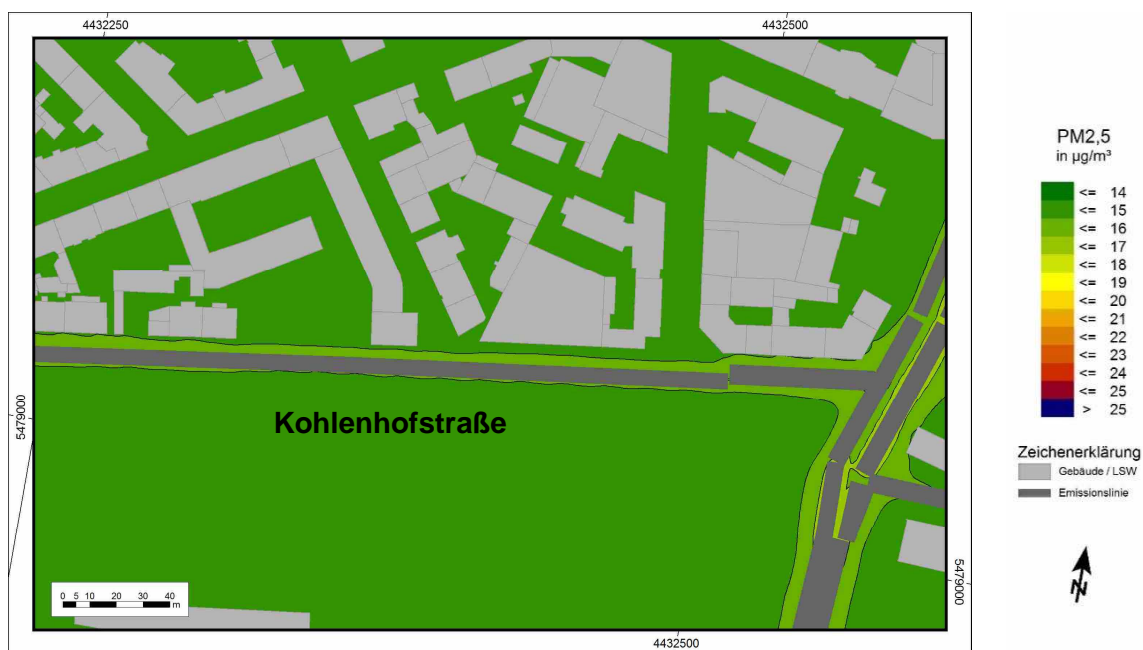 4432250
4432500
PM2,5
in µg/m³
<= 14
<= 15
<= 16
<= 17
<= 18
<= 19
<= 20
<= 21
<= 22
<= 23
<= 24
<= 25
> 25
5479000
Kohlenhofstraße
Zeichenerklärung
Gebäude / LSW
Emissionslinie
N
0 5 10 20 30 40
m
5479000
4432500